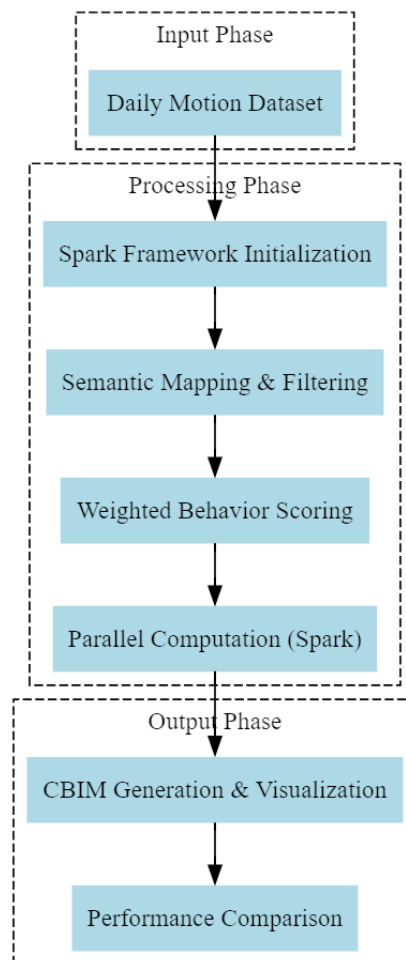 Input Phase
Daily Motion Dataset
Processing Phase
Spark Framework Initialization
Semantic Mapping & Filtering
Weighted Behavior Scoring
Parallel Computation (Spark)
Output Phase
CBIM Generation & Visualization
Performance Comparison